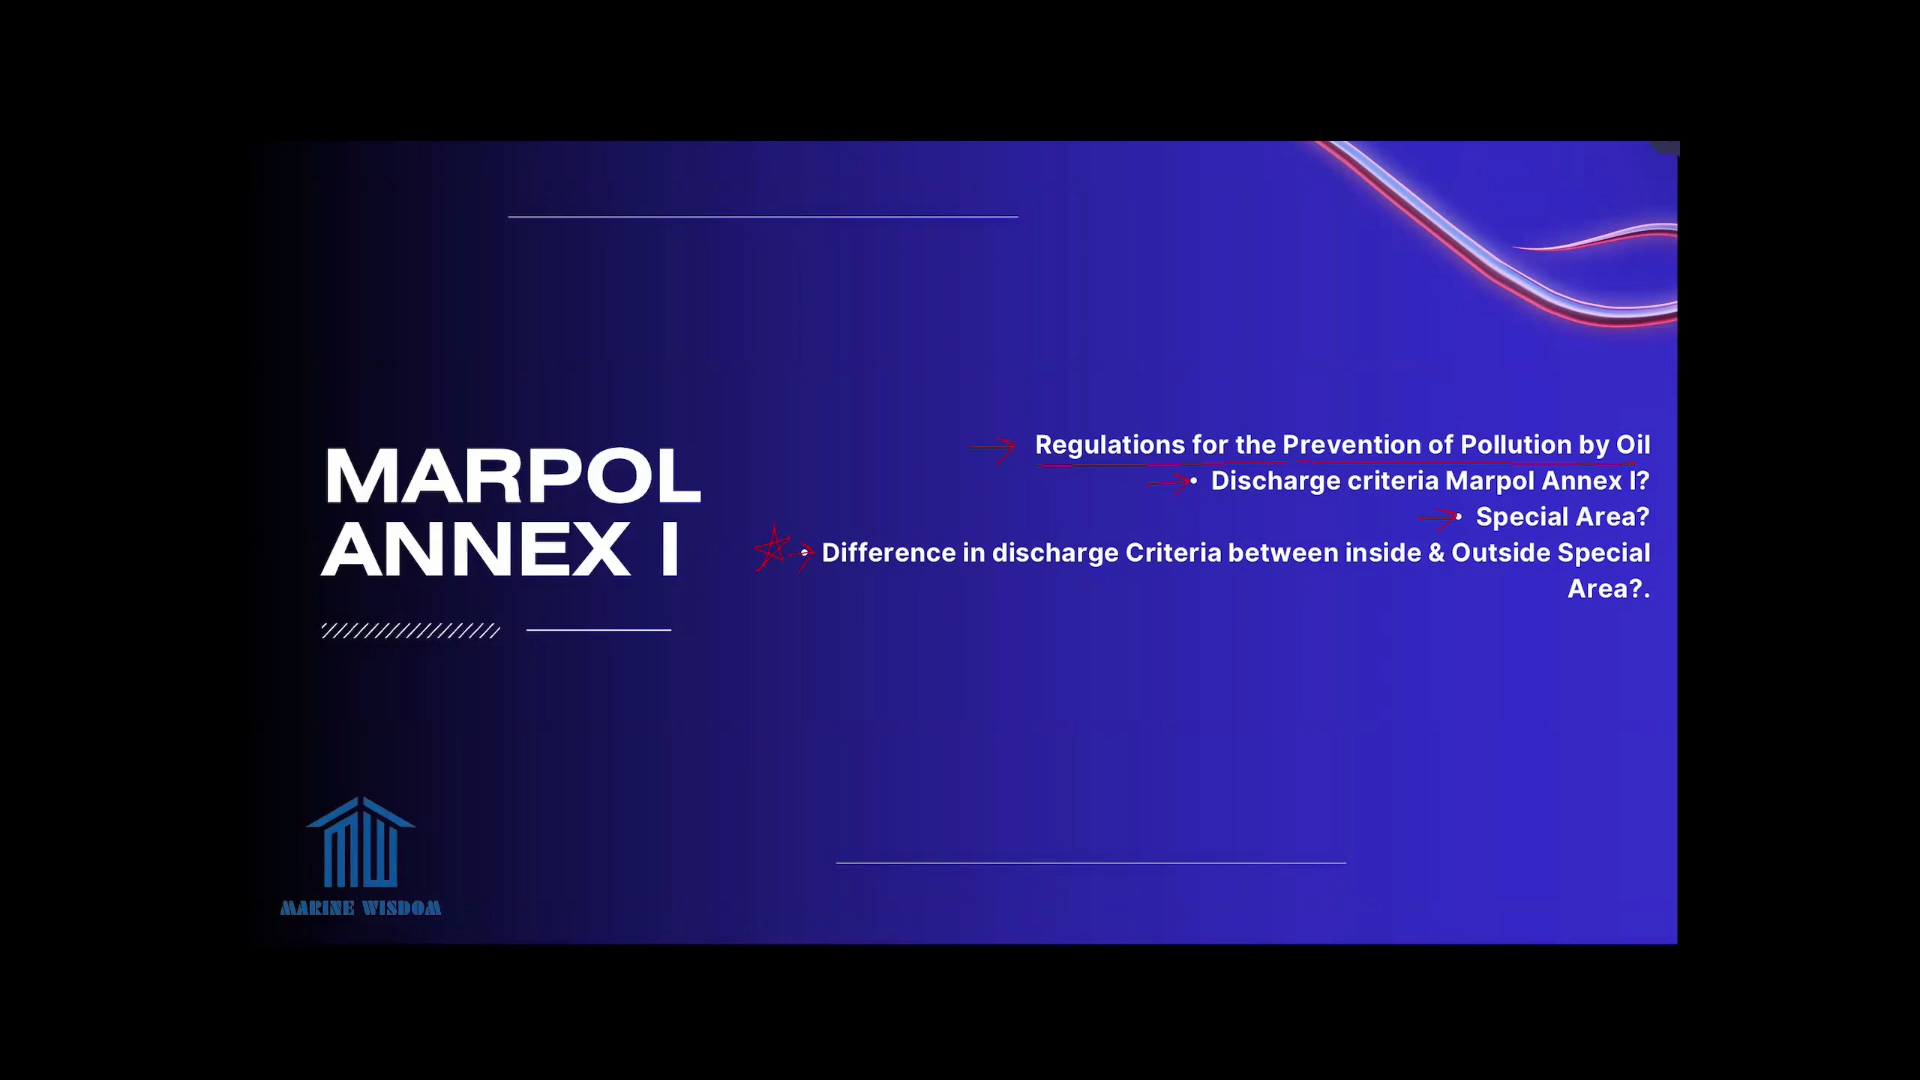 MARPOL
ANNEX I
Regulations for the Prevention of Pollution by Oil
• Discharge criteria Marpol Annex I?
• Special Area?
• Difference in discharge Criteria between inside & Outside Special
Area?.
MW
MARINE WISDOM